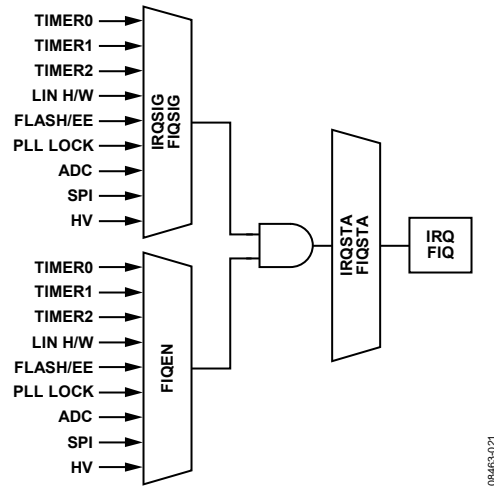 TIMER0
TIMER1
TIMER2
LIN H/W
FLASH/EE
PLL LOCK
ADC
SPI
HV
IRQSIG
FIQSIG
TIMER0
TIMER1
TIMER2
LIN H/W
FLASH/EE
PLL LOCK
ADC
SPI
HV
FIQEN
IRQSTA
FIQSTA
IRQ
FIQ
08463-021